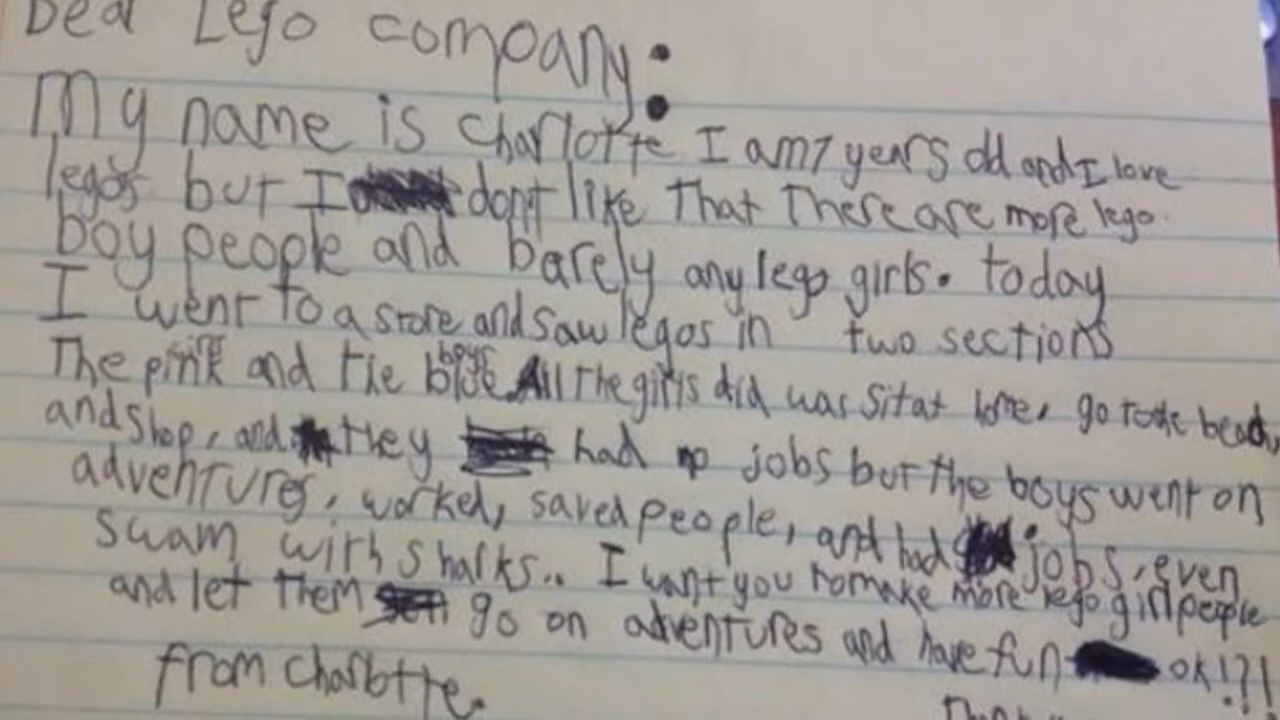 Dear Lego company:
My name is Charlotte I am 7 years old and I love
legos but I don't like That There are more lego
boy people and barely any lego girls. today
I went to a store and saw legos in two sections
The pink girls and the blue boys. All the girls did was sit at home, go to the beach,
and shop, and they had no jobs but the boys went on
adventures, worked, saved people, and had jobs, even
swam with sharks.. I want you to make more lego girl people
and let them go on adventures and have fun ok!?!
from Charlotte.